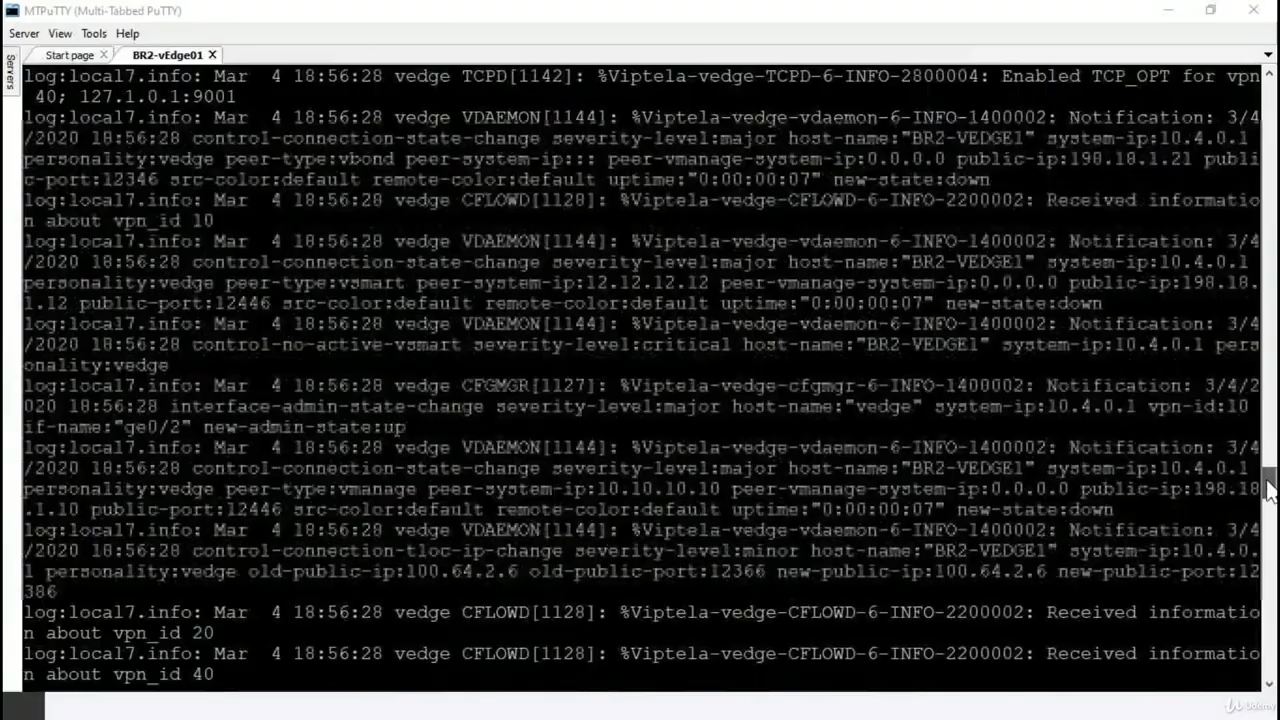 MTPuTTY (Multi-Tabbed PuTTY)
Server View Tools Help
Servers
Start page BR2-vEdge01
log:local7.info: Mar  4 18:56:28 vedge TCPD[1142]: %Viptela-vedge-TCPD-6-INFO-2800004: Enabled TCP_OPT for vpn
 40; 127.1.0.1:9001
log:local7.info: Mar  4 18:56:28 vedge VDAEMON[1144]: %Viptela-vedge-vdaemon-6-INFO-1400002: Notification: 3/4
/2020 18:56:28 control-connection-state-change severity-level:major host-name:"BR2-VEDGE1" system-ip:10.4.0.1
personality:vedge peer-type:vbond peer-system-ip::: peer-vmanage-system-ip:0.0.0.0 public-ip:198.18.1.21 publi
c-port:12346 src-color:default remote-color:default uptime:"0:00:00:07" new-state:down
log:local7.info: Mar  4 18:56:28 vedge CFLOWD[1128]: %Viptela-vedge-CFLOWD-6-INFO-2200002: Received informatio
n about vpn_id 10
log:local7.info: Mar  4 18:56:28 vedge VDAEMON[1144]: %Viptela-vedge-vdaemon-6-INFO-1400002: Notification: 3/4
/2020 18:56:28 control-connection-state-change severity-level:major host-name:"BR2-VEDGE1" system-ip:10.4.0.1
personality:vedge peer-type:vsmart peer-system-ip:12.12.12.12 peer-vmanage-system-ip:0.0.0.0 public-ip:198.18.
1.12 public-port:12446 src-color:default remote-color:default uptime:"0:00:00:07" new-state:down
log:local7.info: Mar  4 18:56:28 vedge VDAEMON[1144]: %Viptela-vedge-vdaemon-6-INFO-1400002: Notification: 3/4
/2020 18:56:28 control-no-active-vsmart severity-level:critical host-name:"BR2-VEDGE1" system-ip:10.4.0.1 pers
onality:vedge
log:local7.info: Mar  4 18:56:28 vedge CFGMGR[1127]: %Viptela-vedge-cfgmgr-6-INFO-1400002: Notification: 3/4/2
020 18:56:28 interface-admin-state-change severity-level:major host-name:"vedge" system-ip:10.4.0.1 vpn-id:10
if-name:"ge0/2" new-admin-state:up
log:local7.info: Mar  4 18:56:28 vedge VDAEMON[1144]: %Viptela-vedge-vdaemon-6-INFO-1400002: Notification: 3/4
/2020 18:56:28 control-connection-state-change severity-level:major host-name:"BR2-VEDGE1" system-ip:10.4.0.1
personality:vedge peer-type:vmanage peer-system-ip:10.10.10.10 peer-vmanage-system-ip:0.0.0.0 public-ip:198.18
.1.10 public-port:12446 src-color:default remote-color:default uptime:"0:00:00:07" new-state:down
log:local7.info: Mar  4 18:56:28 vedge VDAEMON[1144]: %Viptela-vedge-vdaemon-6-INFO-1400002: Notification: 3/4
/2020 18:56:28 control-connection-tloc-ip-change severity-level:minor host-name:"BR2-VEDGE1" system-ip:10.4.0.
1 personality:vedge old-public-ip:100.64.2.6 old-public-port:12366 new-public-ip:100.64.2.6 new-public-port:12
386
log:local7.info: Mar  4 18:56:28 vedge CFLOWD[1128]: %Viptela-vedge-CFLOWD-6-INFO-2200002: Received informatio
n about vpn_id 20
log:local7.info: Mar  4 18:56:28 vedge CFLOWD[1128]: %Viptela-vedge-CFLOWD-6-INFO-2200002: Received informatio
n about vpn_id 40
Udemy